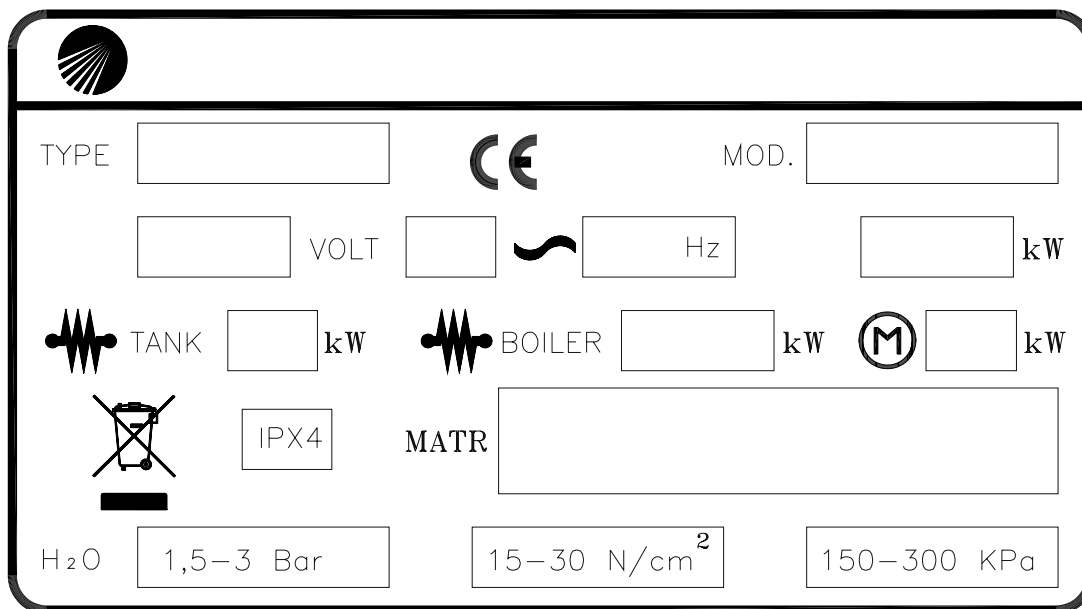 TYPE CE MOD.
VOLT Hz kW
TANK kW BOILER kW M kW
IPX4 MATR
H₂O 1,5-3 Bar 15-30 N/cm² 150-300 KPa